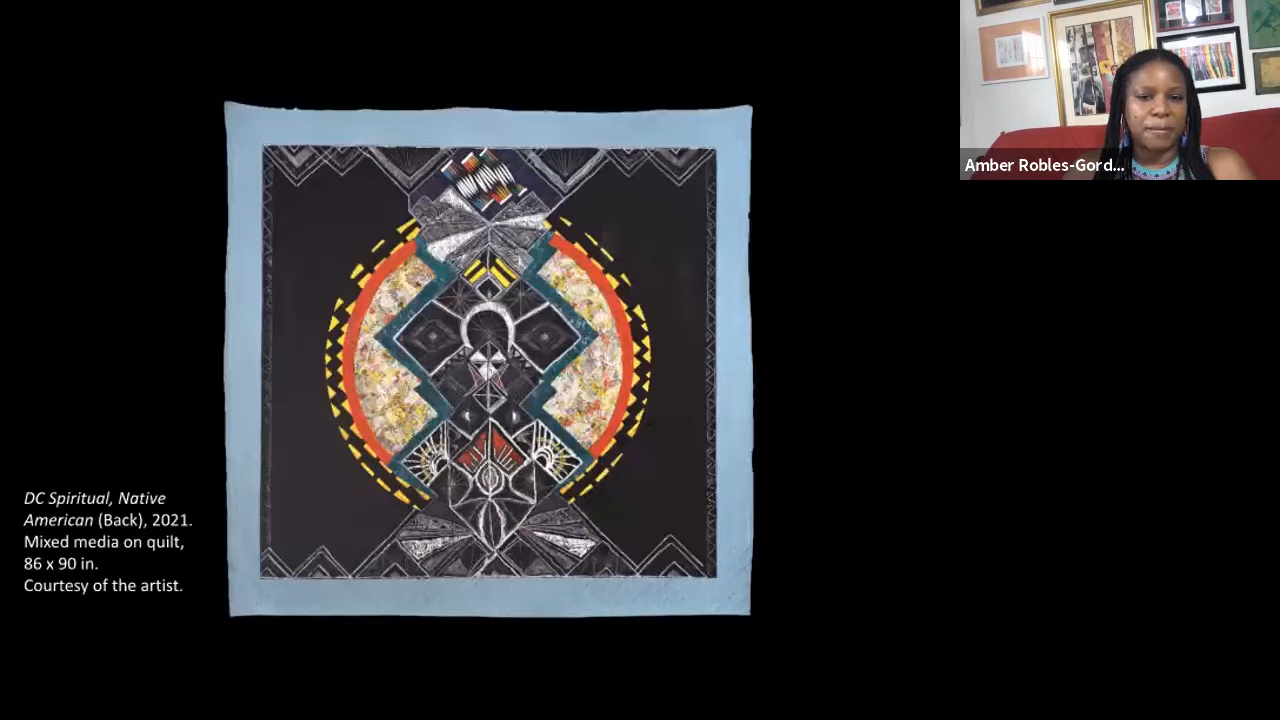 DC Spiritual, Native
American (Back), 2021.
Mixed media on quilt,
86 x 90 in.
Courtesy of the artist.
Amber Robles-Gord...